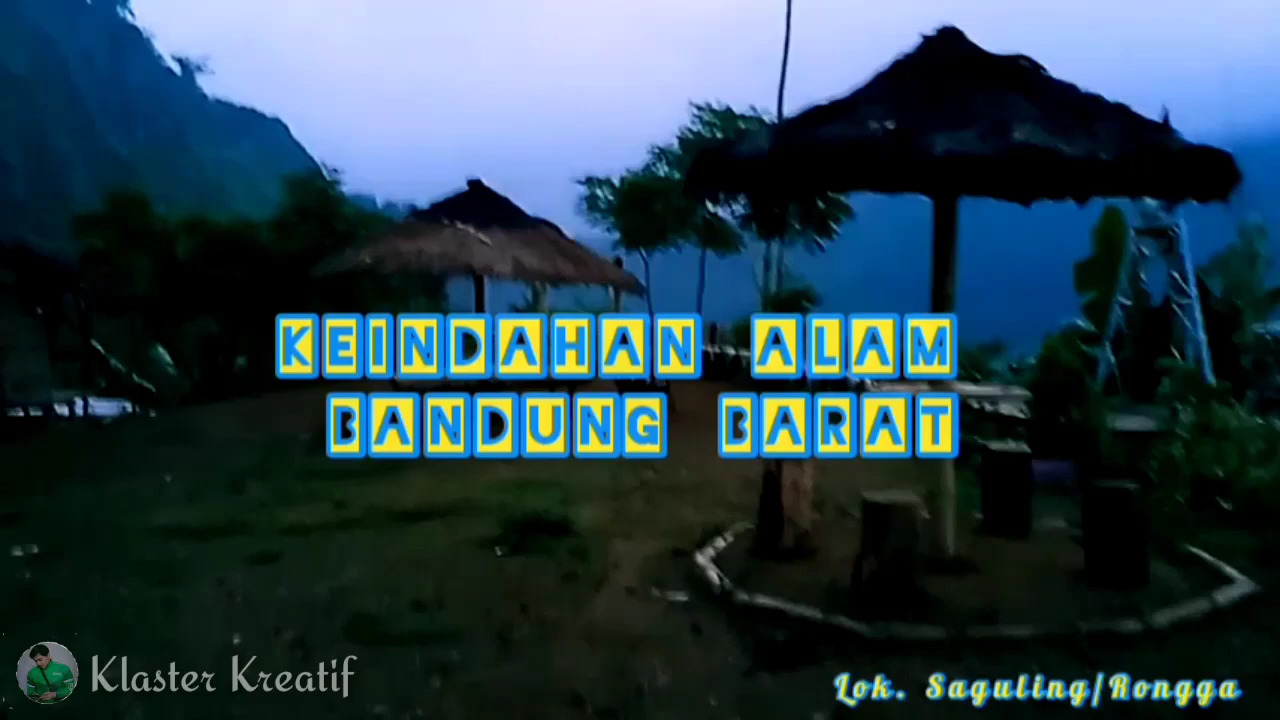 KEINDAHAN ALAM
BANDUNG BARAT
Klaster Kreatif
Lok. Saguling/Rongga